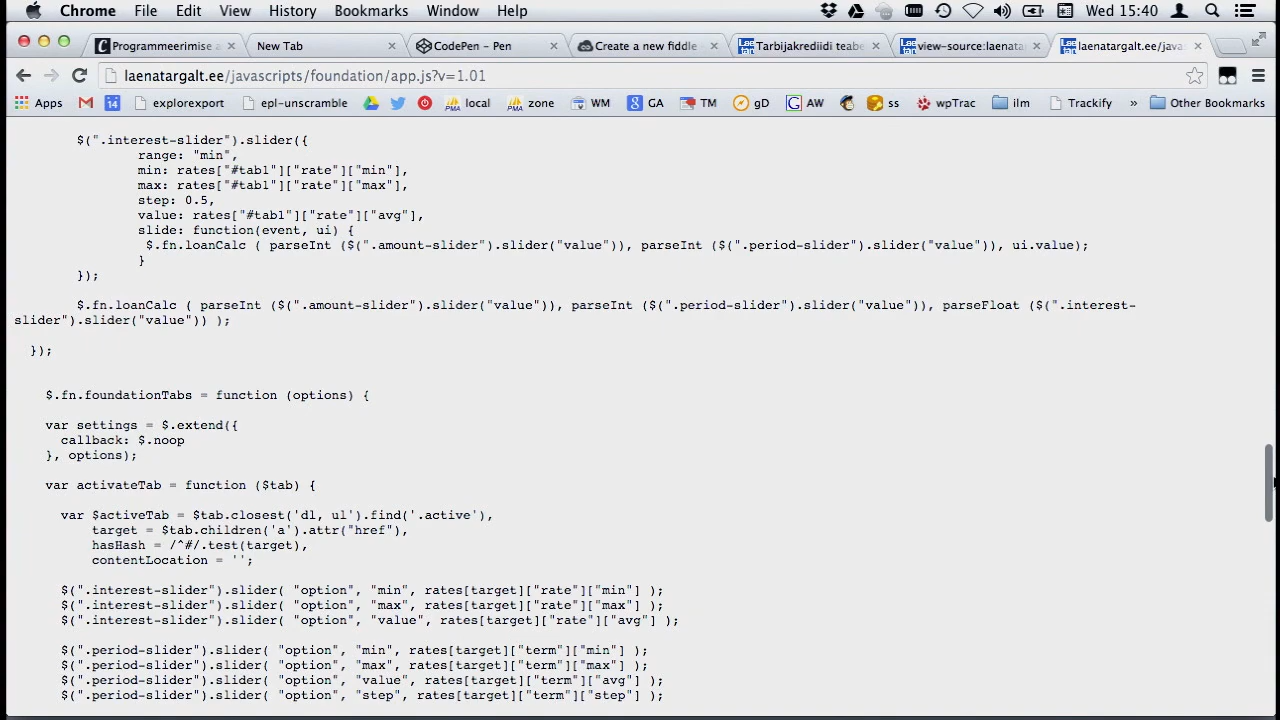 Chrome File Edit View History Bookmarks Window Help Wed 15:40
Programmeerimise a New Tab CodePen - Pen Create a new fiddle Tarbijakrediidi teabe view-source:laenatar laenatargalt.ee/javas
laenatargalt.ee/javascripts/foundation/app.js?v=1.01
Apps 14 explorexport epl-unscramble local zone WM GA TM gD AW ss wpTrac ilm Trackify » Other Bookmarks
$(".interest-slider").slider({
range: "min",
min: rates["#tab1"]["rate"]["min"],
max: rates["#tab1"]["rate"]["max"],
step: 0.5,
value: rates["#tab1"]["rate"]["avg"],
slide: function(event, ui) {
$.fn.loanCalc ( parseInt ($(".amount-slider").slider("value")), parseInt ($(".period-slider").slider("value")), ui.value);
}
});
$.fn.loanCalc ( parseInt ($(".amount-slider").slider("value")), parseInt ($(".period-slider").slider("value")), parseFloat ($(".interest-
slider").slider("value")) );
});
$.fn.foundationTabs = function (options) {
var settings = $.extend({
callback: $.noop
}, options);
var activateTab = function ($tab) {
var $activeTab = $tab.closest('dl, ul').find('.active'),
target = $tab.children('a').attr("href"),
hasHash = /^#/.test(target),
contentLocation = '';
$(".interest-slider").slider( "option", "min", rates[target]["rate"]["min"] );
$(".interest-slider").slider( "option", "max", rates[target]["rate"]["max"] );
$(".interest-slider").slider( "option", "value", rates[target]["rate"]["avg"] );
$(".period-slider").slider( "option", "min", rates[target]["term"]["min"] );
$(".period-slider").slider( "option", "max", rates[target]["term"]["max"] );
$(".period-slider").slider( "option", "value", rates[target]["term"]["avg"] );
$(".period-slider").slider( "option", "step", rates[target]["term"]["step"] );